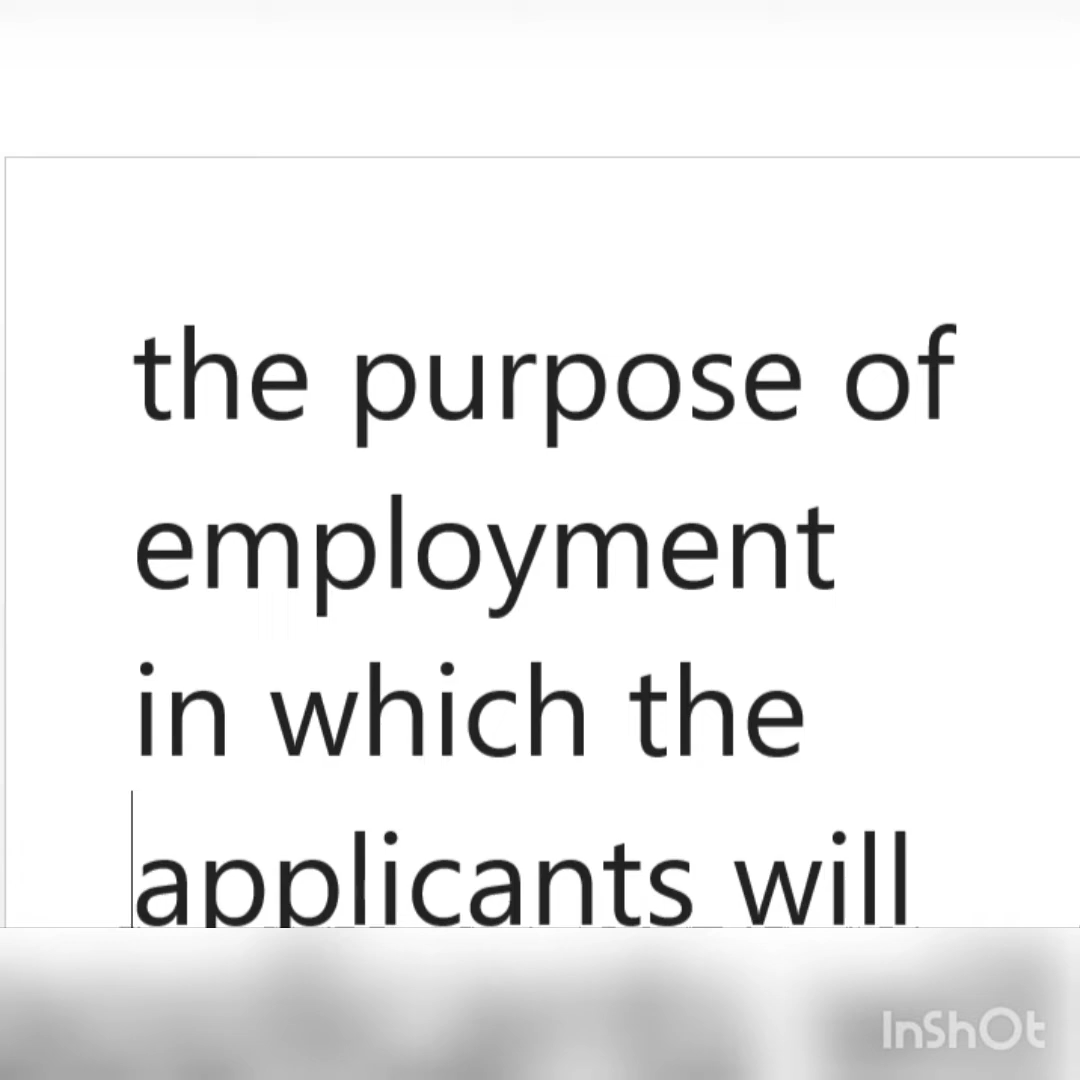 the purpose of
employment
in which the
applicants will
InShOt